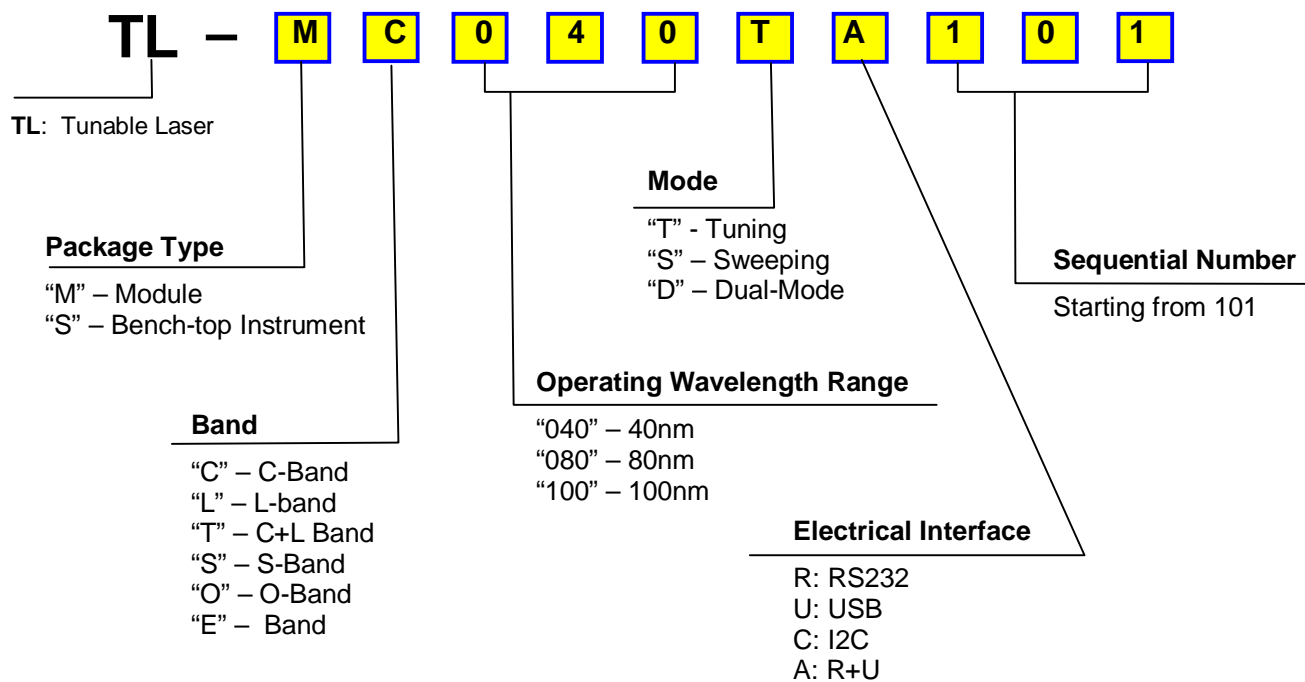 TL – M C 0 4 0 T A 1 0 1
TL: Tunable Laser
Package Type
“M” – Module
“S” – Bench-top Instrument
Band
“C” – C-Band
“L” – L-band
“T” – C+L Band
“S” – S-Band
“O” – O-Band
“E” – Band
Operating Wavelength Range
“040” – 40nm
“080” – 80nm
“100” – 100nm
Mode
“T” - Tuning
“S” – Sweeping
“D” – Dual-Mode
Electrical Interface
R: RS232
U: USB
C: I2C
A: R+U
Sequential Number
Starting from 101